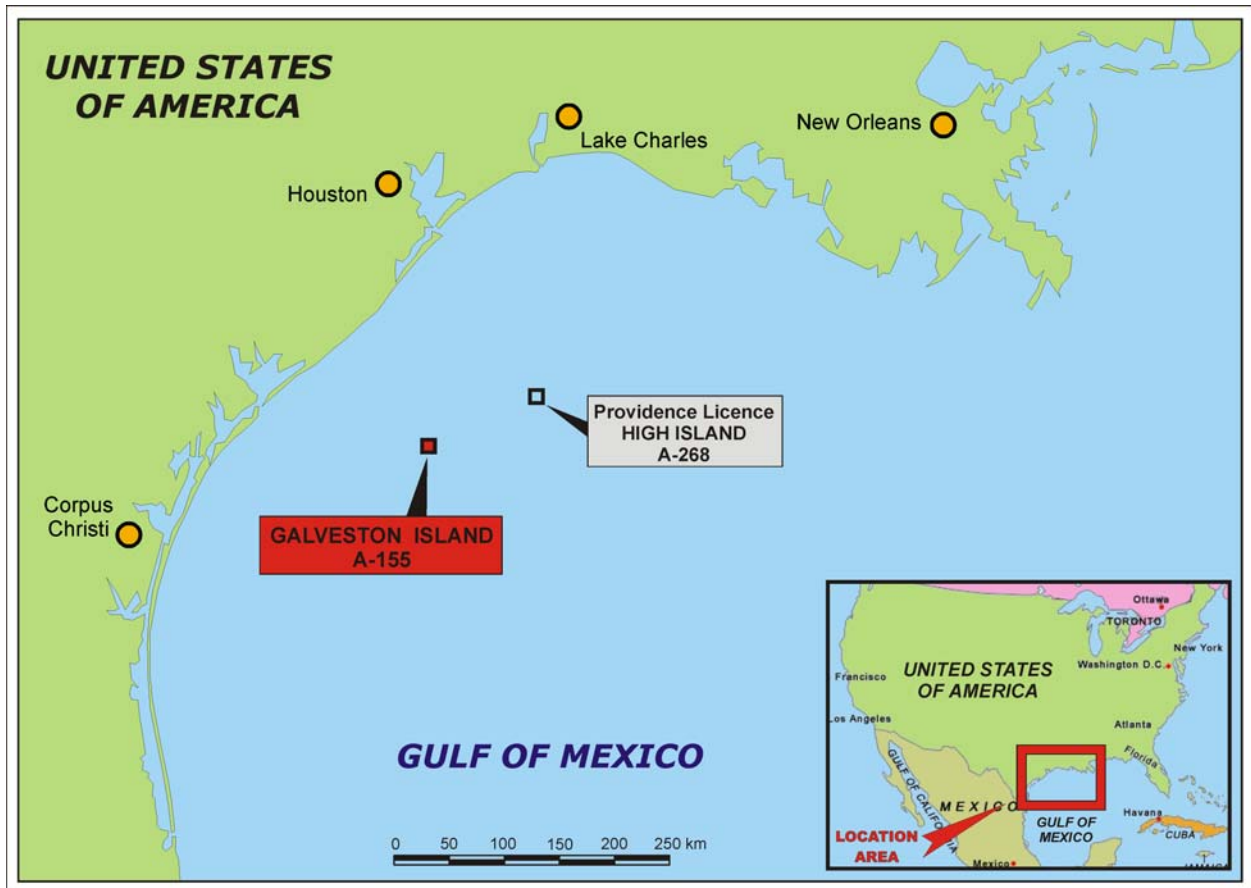 UNITED STATES
OF AMERICA
Lake Charles
New Orleans
Houston
Providence Licence
HIGH ISLAND
A-268
Corpus
Christi
GALVESTON ISLAND
A-155
GULF OF MEXICO
0 50 100 150 200 250 km
Ottawa
TORONTO
New York
Washington D.C.
UNITED STATES
OF AMERICA
Francisco
Los Angeles
Atlanta
Florida
GULF OF CALIFORNIA
MEXICO
Havana
GULF OF
MEXICO
CUBA
LOCATION
AREA
Mexico
JAMAICA